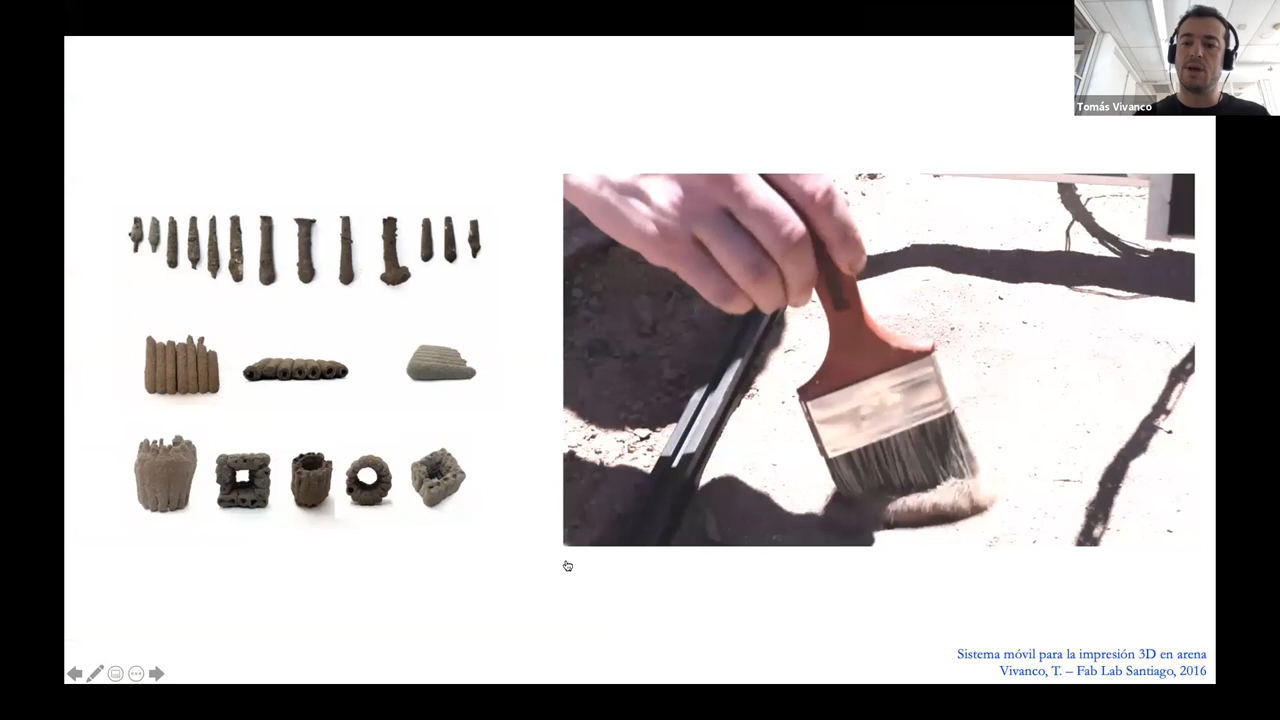 Tomás Vivanco
Sistema móvil para la impresión 3D en arena
Vivanco, T. – Fab Lab Santiago, 2016